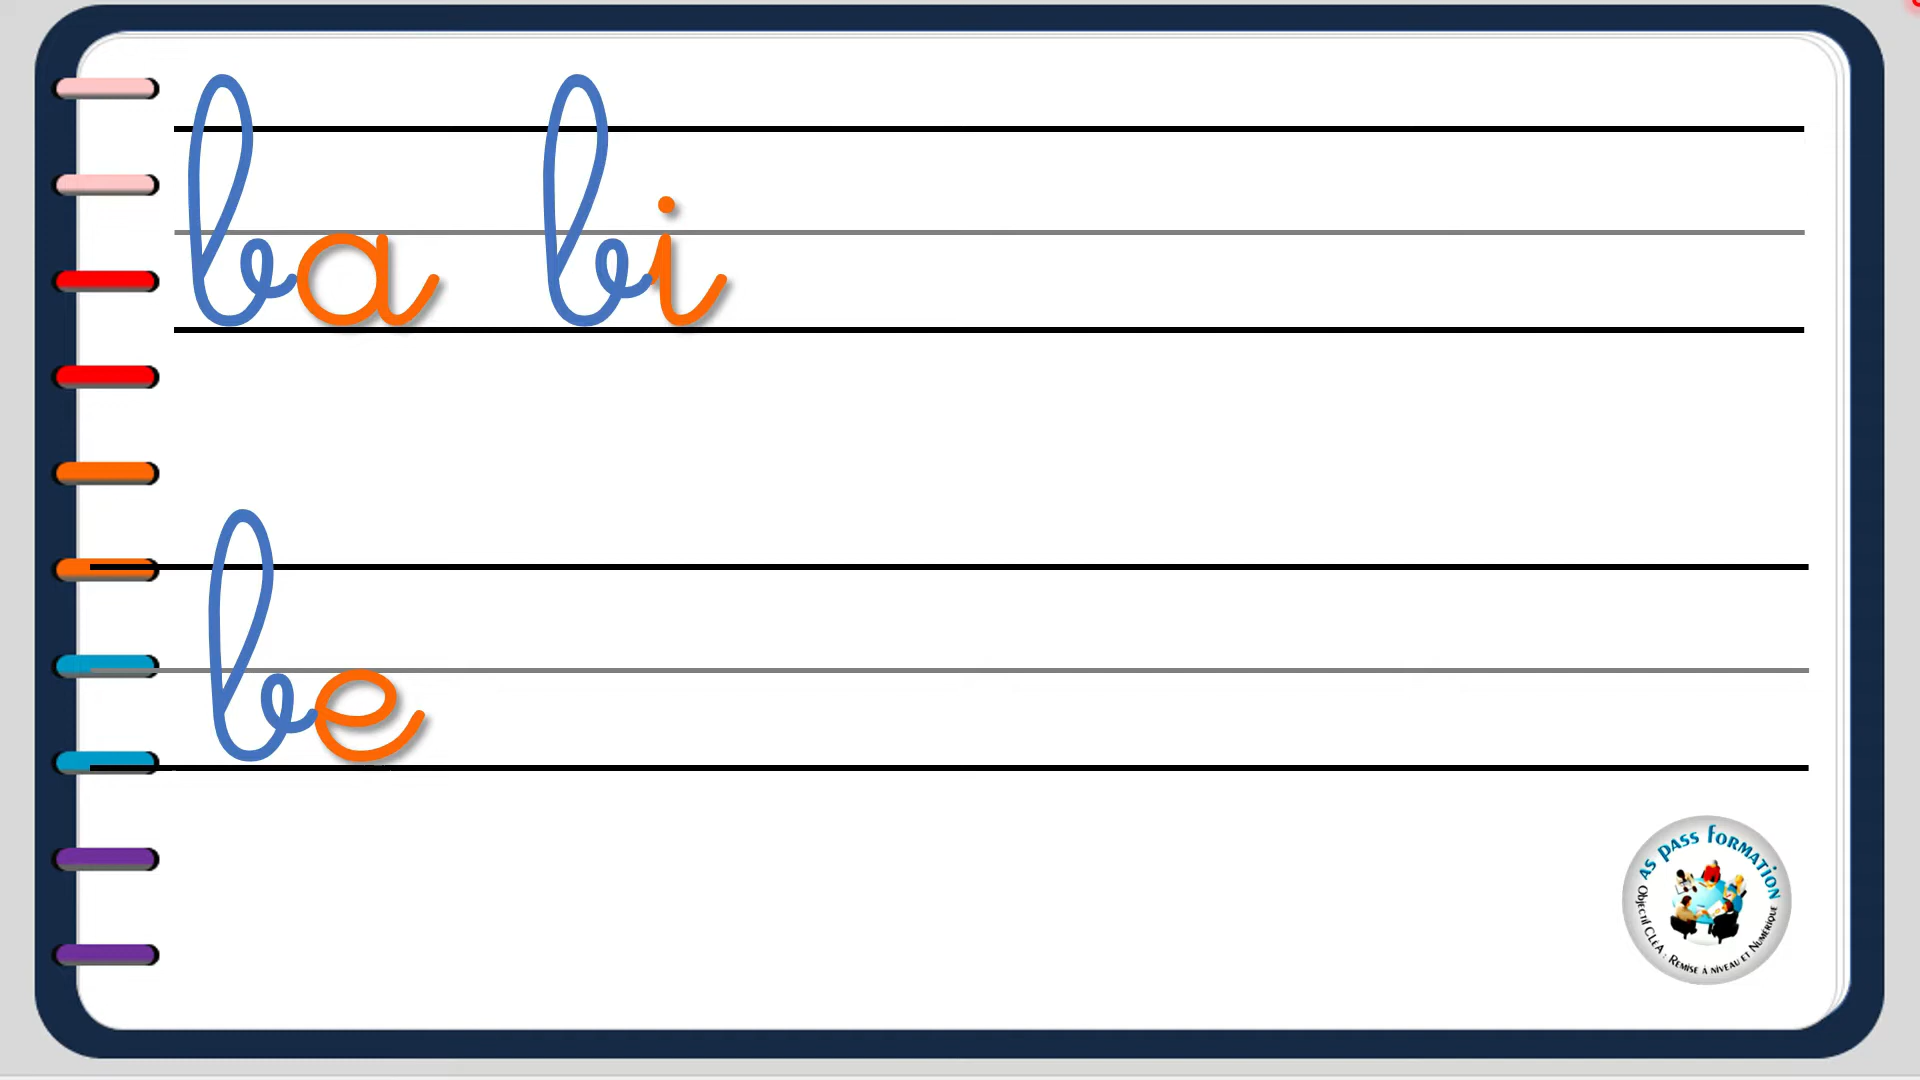 ba bi
be
AS PASS FORMATION
Objectif CLéA : Remise à niveau et Numérique